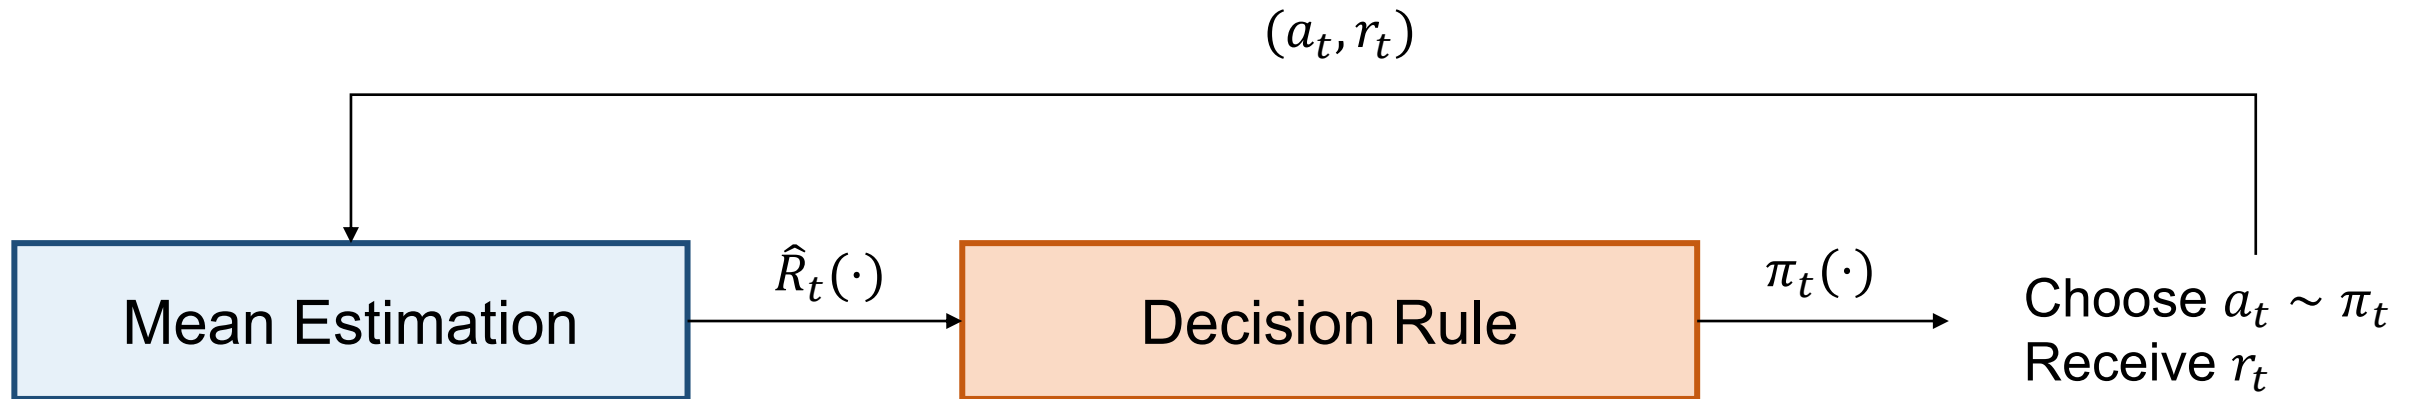 (a_t, r_t)
Mean Estimation
R̂_t(·)
Decision Rule
π_t(·)
Choose a_t ~ π_t
Receive r_t